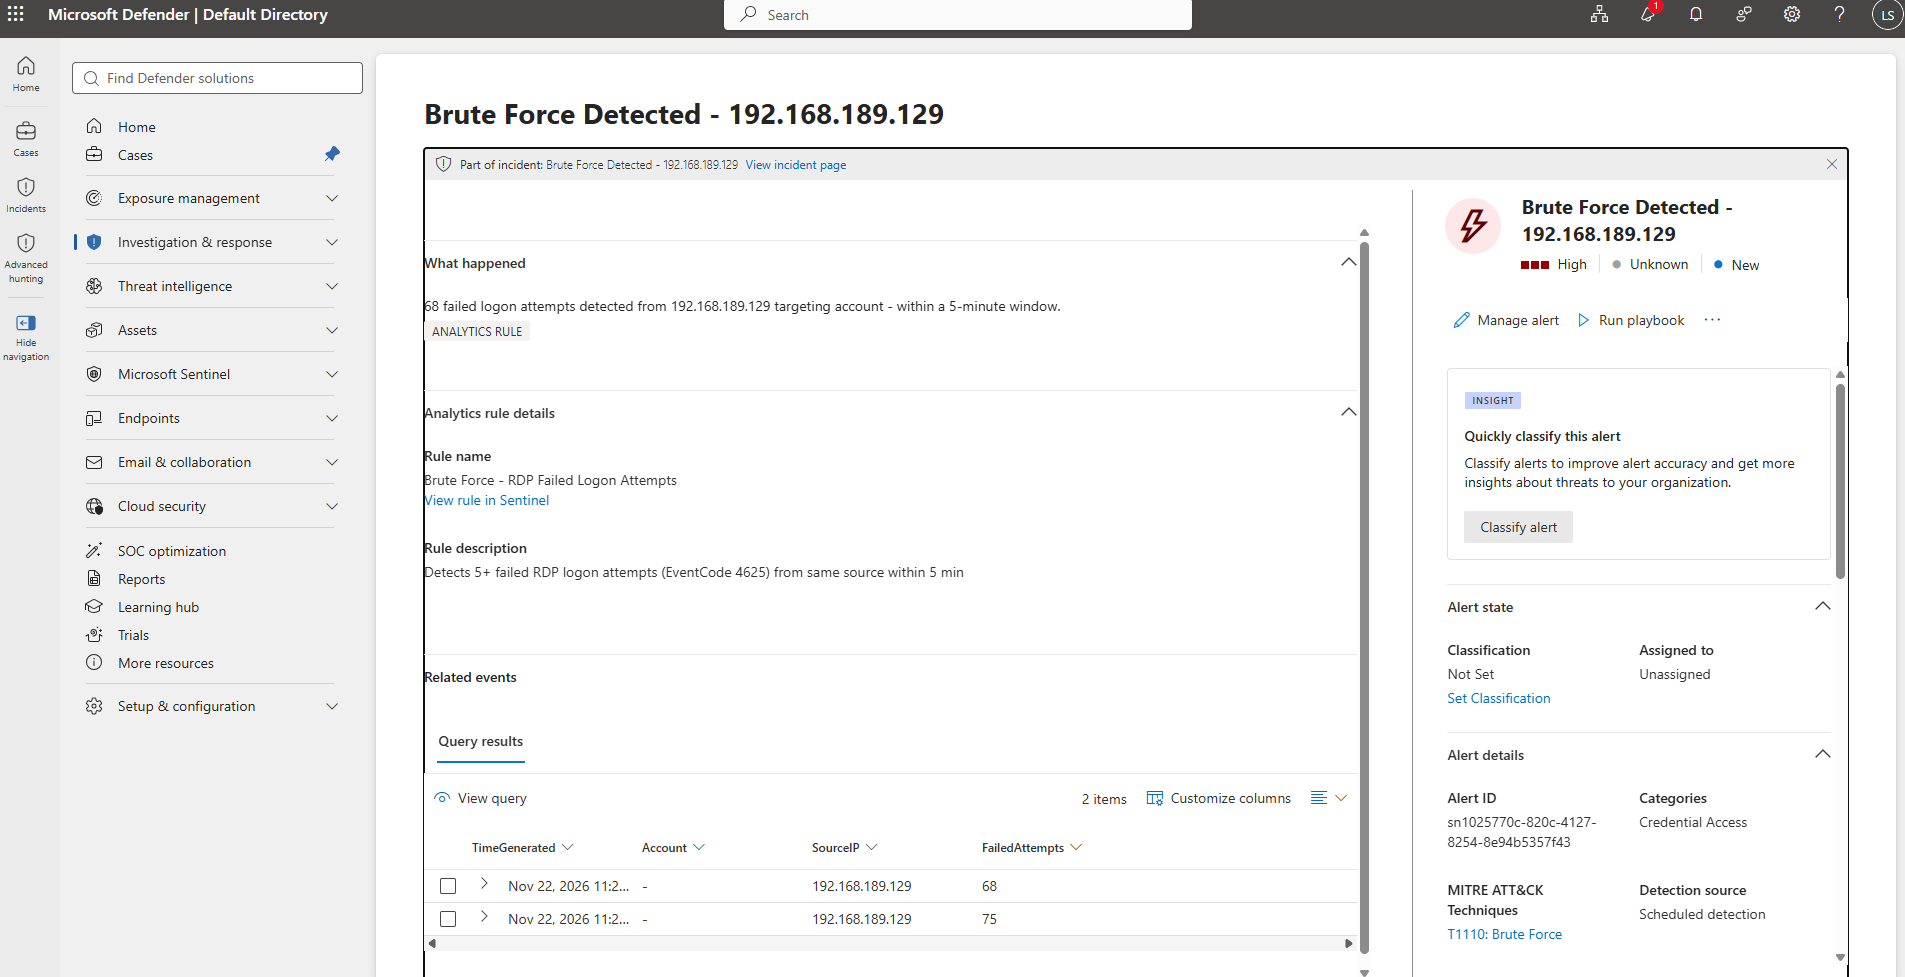 Microsoft Defender | Default Directory
Search
1
LS
Home
Cases
Incidents
Advanced
hunting
Hide
navigation
Find Defender solutions
Home
Cases
Exposure management
Investigation & response
Threat intelligence
Assets
Microsoft Sentinel
Endpoints
Email & collaboration
Cloud security
SOC optimization
Reports
Learning hub
Trials
More resources
Setup & configuration
Brute Force Detected - 192.168.189.129
Part of incident: Brute Force Detected - 192.168.189.129 View incident page
What happened
68 failed logon attempts detected from 192.168.189.129 targeting account - within a 5-minute window.
ANALYTICS RULE
Analytics rule details
Rule name
Brute Force - RDP Failed Logon Attempts
View rule in Sentinel
Rule description
Detects 5+ failed RDP logon attempts (EventCode 4625) from same source within 5 min
Related events
Query results
View query
2 items
Customize columns
TimeGenerated Account SourceIP FailedAttempts
Nov 22, 2026 11:2... - 192.168.189.129 68
Nov 22, 2026 11:2... - 192.168.189.129 75
Brute Force Detected -
192.168.189.129
High Unknown New
Manage alert Run playbook ...
INSIGHT
Quickly classify this alert
Classify alerts to improve alert accuracy and get more
insights about threats to your organization.
Classify alert
Alert state
Classification Assigned to
Not Set Unassigned
Set Classification
Alert details
Alert ID Categories
sn1025770c-820c-4127- Credential Access
8254-8e94b5357f43
MITRE ATT&CK Detection source
Techniques Scheduled detection
T1110: Brute Force